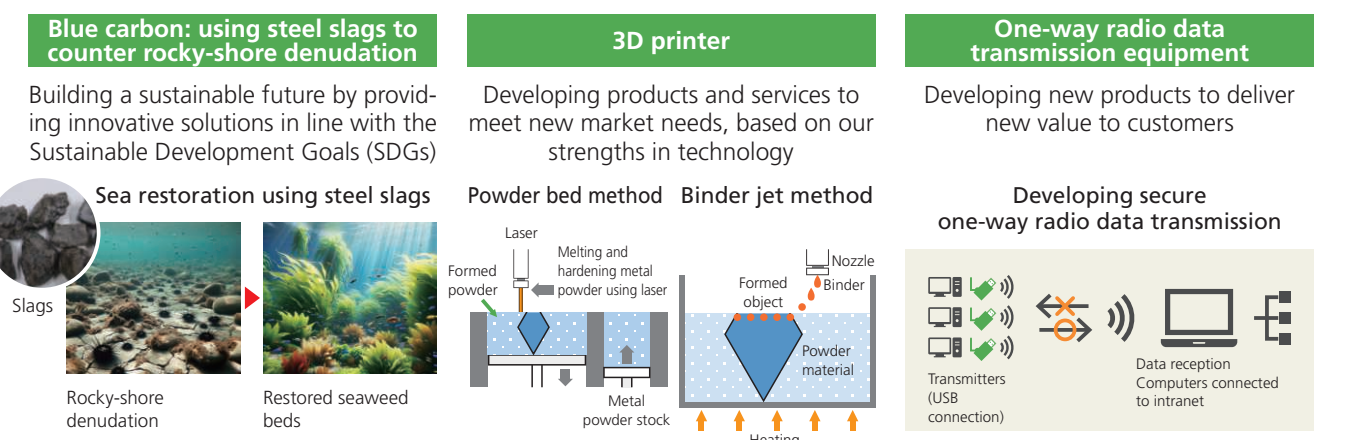 Blue carbon: using steel slags to
counter rocky-shore denudation
Building a sustainable future by provid-
ing innovative solutions in line with the
Sustainable Development Goals (SDGs)
Sea restoration using steel slags
Slags
Rocky-shore
denudation
Restored seaweed
beds
3D printer
Developing products and services to
meet new market needs, based on our
strengths in technology
Powder bed method
Laser
Melting and
hardening metal
powder using laser
Formed
powder
Metal
powder stock
Binder jet method
Nozzle
Binder
Formed
object
Powder
material
Heating
One-way radio data
transmission equipment
Developing new products to deliver
new value to customers
Developing secure
one-way radio data transmission
Transmitters
(USB
connection)
Data reception
Computers connected
to intranet